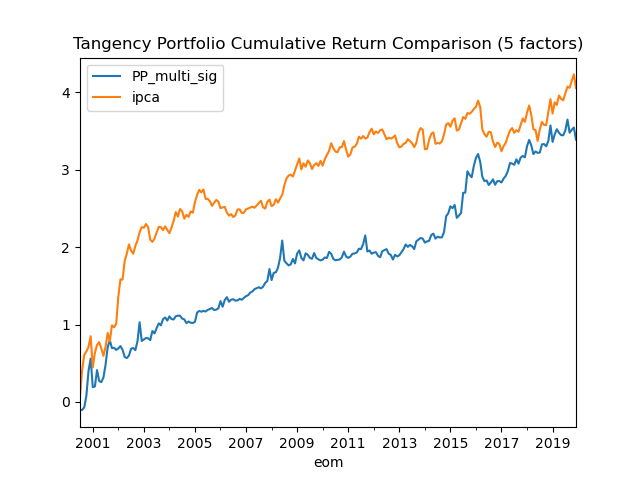 Tangency Portfolio Cumulative Return Comparison (5 factors)
PP_multi_sig
ipca
4
3
2
1
0
2001 2003 2005 2007 2009 2011 2013 2015 2017 2019
eom